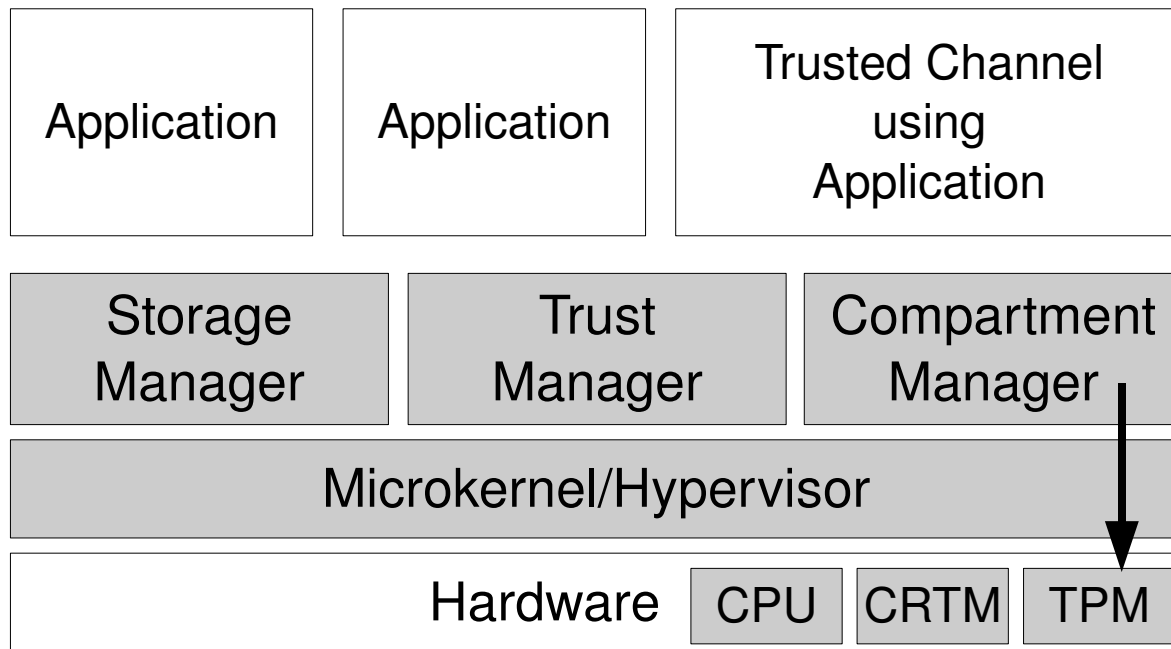 Application
Application
Trusted Channel
using
Application
Storage
Manager
Trust
Manager
Compartment
Manager
Microkernel/Hypervisor
Hardware
CPU
CRTM
TPM